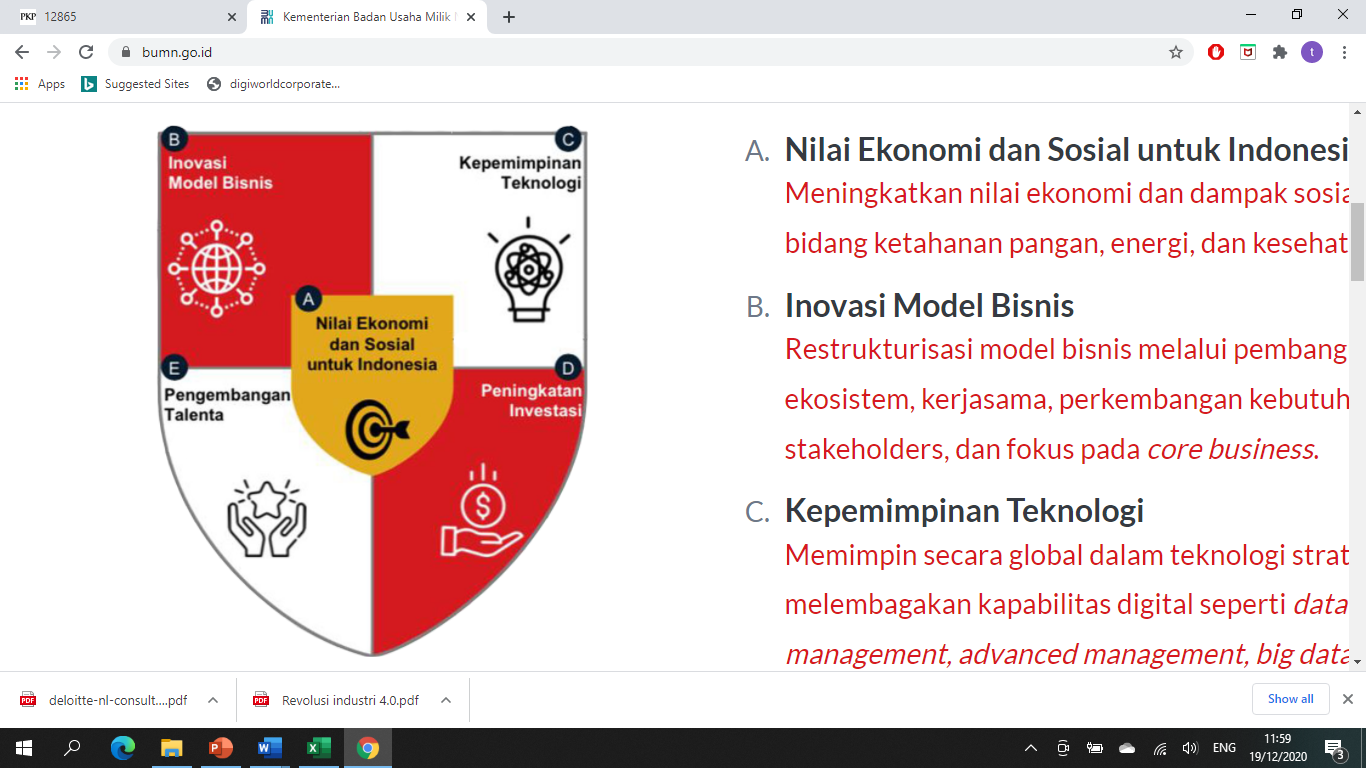 PKP 12865
Kementerian Badan Usaha Milik
bumn.go.id
t
Apps
Suggested Sites
digiworldcorporate...
B
Inovasi
Model Bisnis
C
Kepemimpinan
Teknologi
A
Nilai Ekonomi
dan Sosial
untuk Indonesia
E
Pengembangan
Talenta
D
Peningkatan
Investasi
$
A. Nilai Ekonomi dan Sosial untuk Indonesi
Meningkatkan nilai ekonomi dan dampak sosia
bidang ketahanan pangan, energi, dan kesehat
B. Inovasi Model Bisnis
Restrukturisasi model bisnis melalui pembang
ekosistem, kerjasama, perkembangan kebutuh
stakeholders, dan fokus pada core business.
C. Kepemimpinan Teknologi
Memimpin secara global dalam teknologi strat
melembagakan kapabilitas digital seperti data
management, advanced management, big data
PDF deloitte-nl-consult....pdf
PDF Revolusi industri 4.0.pdf
Show all
ENG
11:59
19/12/2020
3